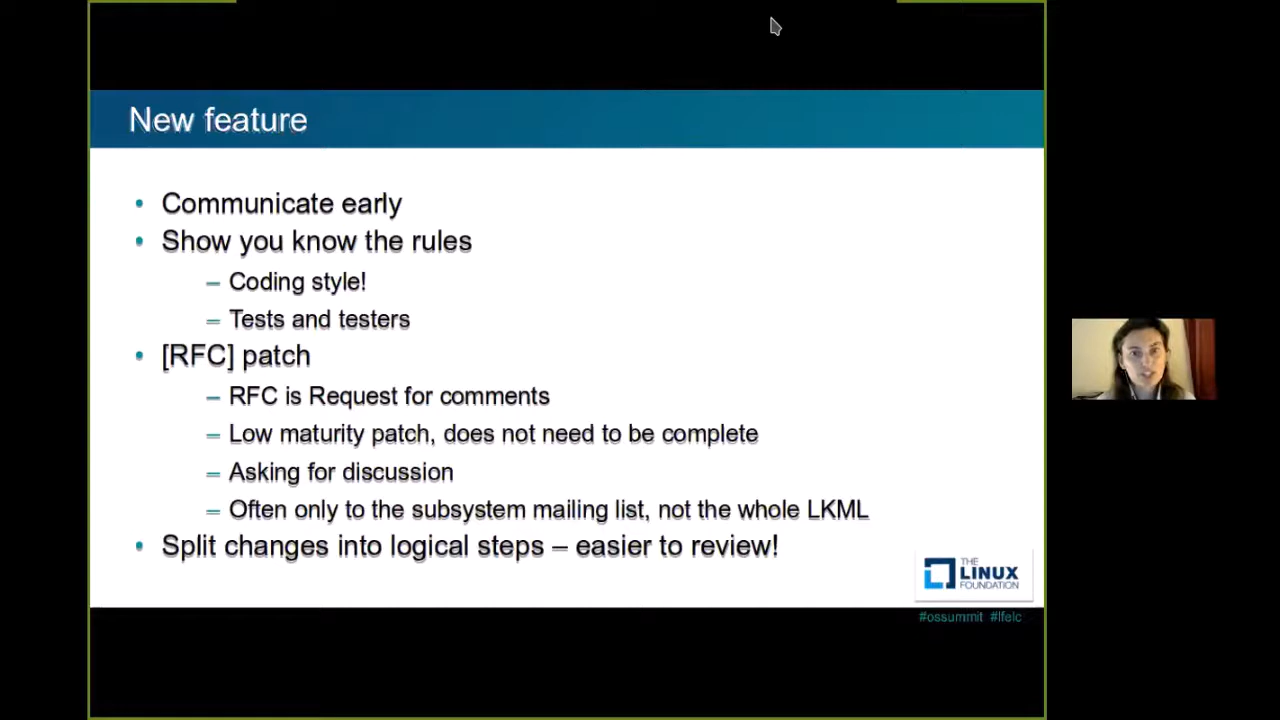 New feature
• Communicate early
• Show you know the rules
– Coding style!
– Tests and testers
• [RFC] patch
– RFC is Request for comments
– Low maturity patch, does not need to be complete
– Asking for discussion
– Often only to the subsystem mailing list, not the whole LKML
• Split changes into logical steps – easier to review!
THE
LINUX
FOUNDATION
#ossummit #lfelc